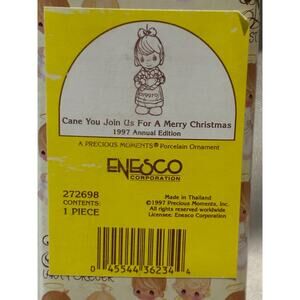 Cane You Join Us For A Merry Christmas
1997 Annual Edition
A PRECIOUS MOMENTS® Porcelain Ornament
ENESCO
CORPORATION
272698
CONTENTS:
1 PIECE
Made in Thailand
©1997 Precious Moments, Inc.
All rights reserved worldwide
Licensee: Enesco Corporation
0 45544 36234 4